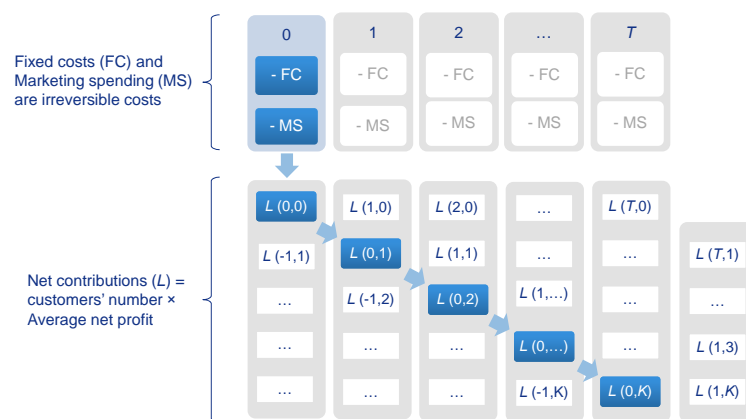 0 1 2 … T
Fixed costs (FC) and
Marketing spending (MS)
are irreversible costs
- FC - FC - FC - FC - FC
- MS - MS - MS - MS - MS
L (0,0) L (1,0) L (2,0) … L (T,0)
L (-1,1) L (0,1) L (1,1) … … L (T,1)
Net contributions (L) =
customers’ number ×
Average net profit
… L (-1,2) L (0,2) L (1,…) … …
… … … L (0,…) … L (1,3)
… … … L (-1,K) L (0,K) L (1,K)